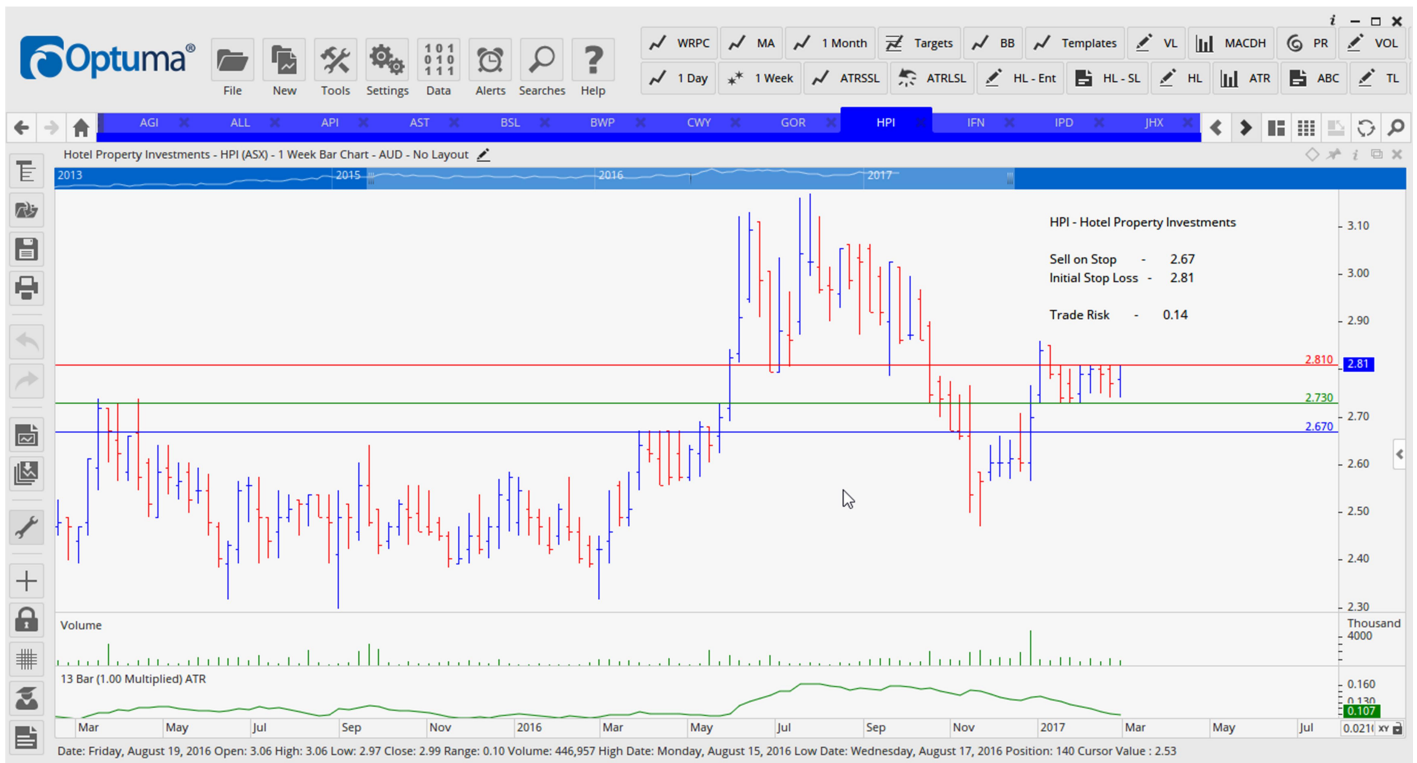 Optuma®
File New Tools Settings Data Alerts Searches Help
WRPC MA 1 Month Targets BB Templates VL MACDH PR VOL
1 Day 1 Week ATRSSL ATRLSL HL - Ent HL - SL HL ATR ABC TL
AGI ALL API AST BSL BWP CWY GOR HPI IFN IPD JHX
Hotel Property Investments - HPI (ASX) - 1 Week Bar Chart - AUD - No Layout
2013 2015 2016 2017
HPI - Hotel Property Investments
Sell on Stop - 2.67
Initial Stop Loss - 2.81
Trade Risk - 0.14
3.10
3.00
2.90
2.810 2.81
2.730
2.70
2.670
2.60
2.50
2.40
2.30
Volume Thousand
4000
13 Bar (1.00 Multiplied) ATR
0.160
0.130
0.107
Mar May Jul Sep Nov 2016 Mar May Jul Sep Nov 2017 Mar May Jul XY
Date: Friday, August 19, 2016 Open: 3.06 High: 3.06 Low: 2.97 Close: 2.99 Range: 0.10 Volume: 446,957 High Date: Monday, August 15, 2016 Low Date: Wednesday, August 17, 2016 Position: 140 Cursor Value : 2.53